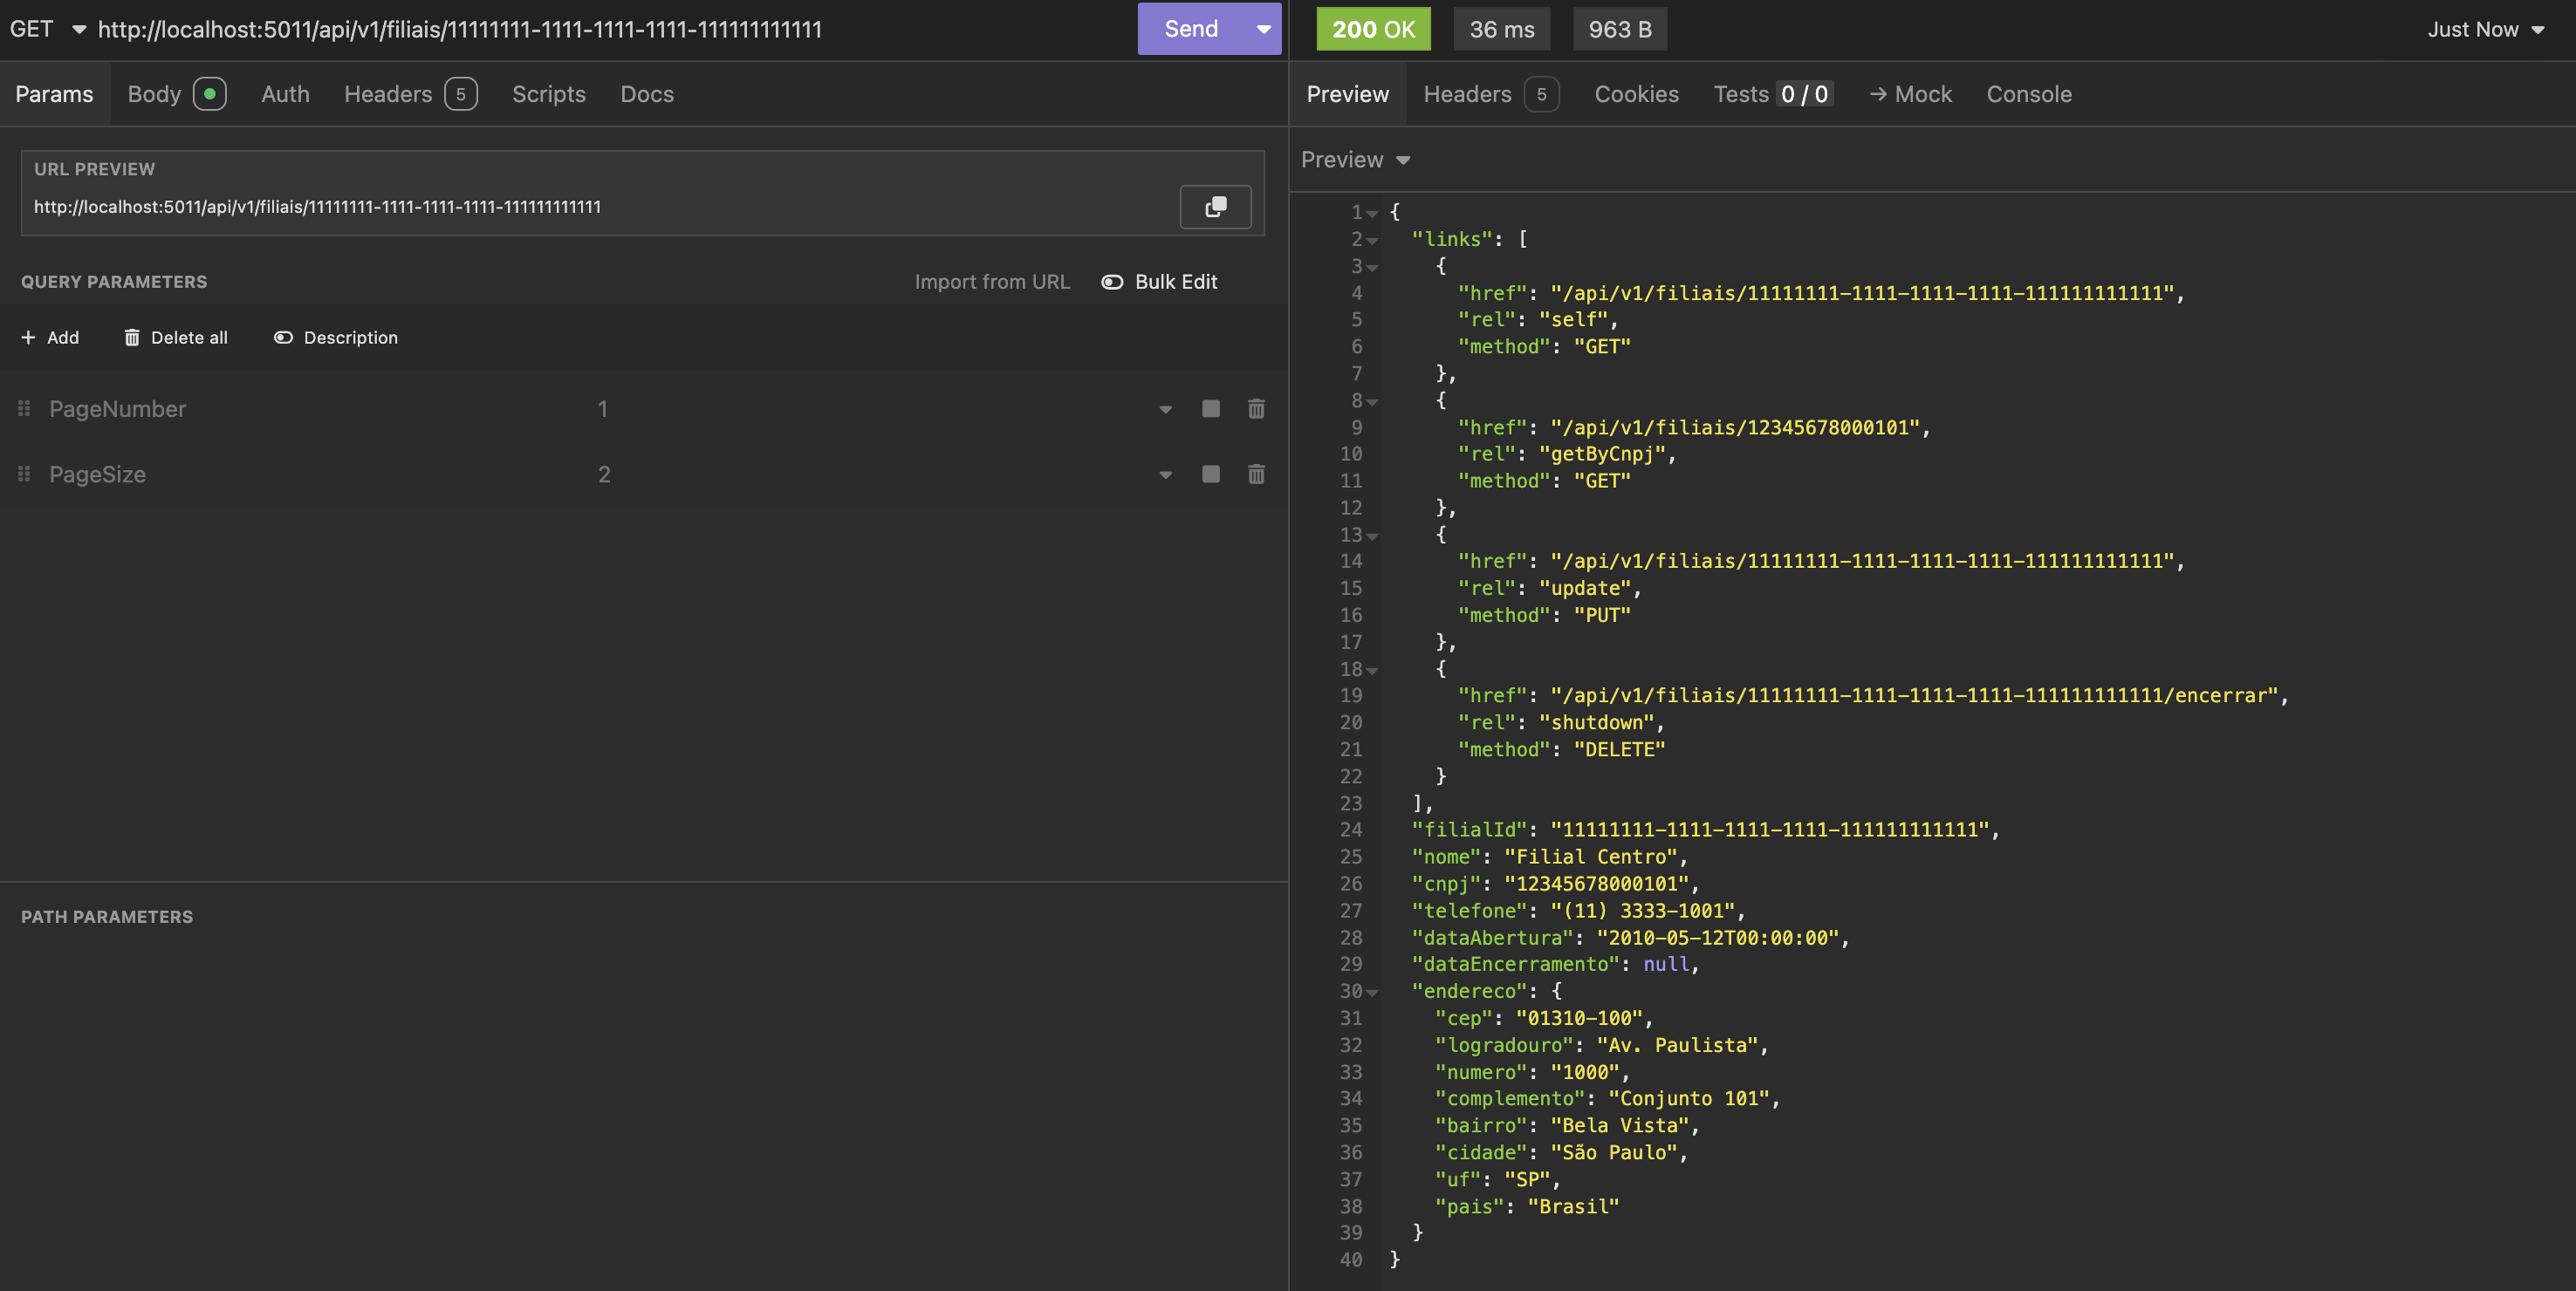 GET http://localhost:5011/api/v1/filiais/11111111-1111-1111-1111-111111111111 Send
Params Body Auth Headers 5 Scripts Docs
URL PREVIEW
http://localhost:5011/api/v1/filiais/11111111-1111-1111-1111-111111111111
QUERY PARAMETERS Import from URL Bulk Edit
+ Add Delete all Description
PageNumber 1
PageSize 2
PATH PARAMETERS
200 OK 36 ms 963 B Just Now
Preview Headers 5 Cookies Tests 0 / 0 → Mock Console
Preview
1 {
2 "links": [
3 {
4 "href": "/api/v1/filiais/11111111-1111-1111-1111-111111111111",
5 "rel": "self",
6 "method": "GET"
7 },
8 {
9 "href": "/api/v1/filiais/12345678000101",
10 "rel": "getByCnpj",
11 "method": "GET"
12 },
13 {
14 "href": "/api/v1/filiais/11111111-1111-1111-1111-111111111111",
15 "rel": "update",
16 "method": "PUT"
17 },
18 {
19 "href": "/api/v1/filiais/11111111-1111-1111-1111-111111111111/encerrar",
20 "rel": "shutdown",
21 "method": "DELETE"
22 }
23 ],
24 "filialId": "11111111-1111-1111-1111-111111111111",
25 "nome": "Filial Centro",
26 "cnpj": "12345678000101",
27 "telefone": "(11) 3333-1001",
28 "dataAbertura": "2010-05-12T00:00:00",
29 "dataEncerramento": null,
30 "endereco": {
31 "cep": "01310-100",
32 "logradouro": "Av. Paulista",
33 "numero": "1000",
34 "complemento": "Conjunto 101",
35 "bairro": "Bela Vista",
36 "cidade": "São Paulo",
37 "uf": "SP",
38 "pais": "Brasil"
39 }
40 }